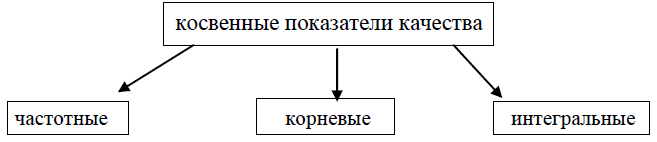 косвенные показатели качества
частотные
корневые
интегральные